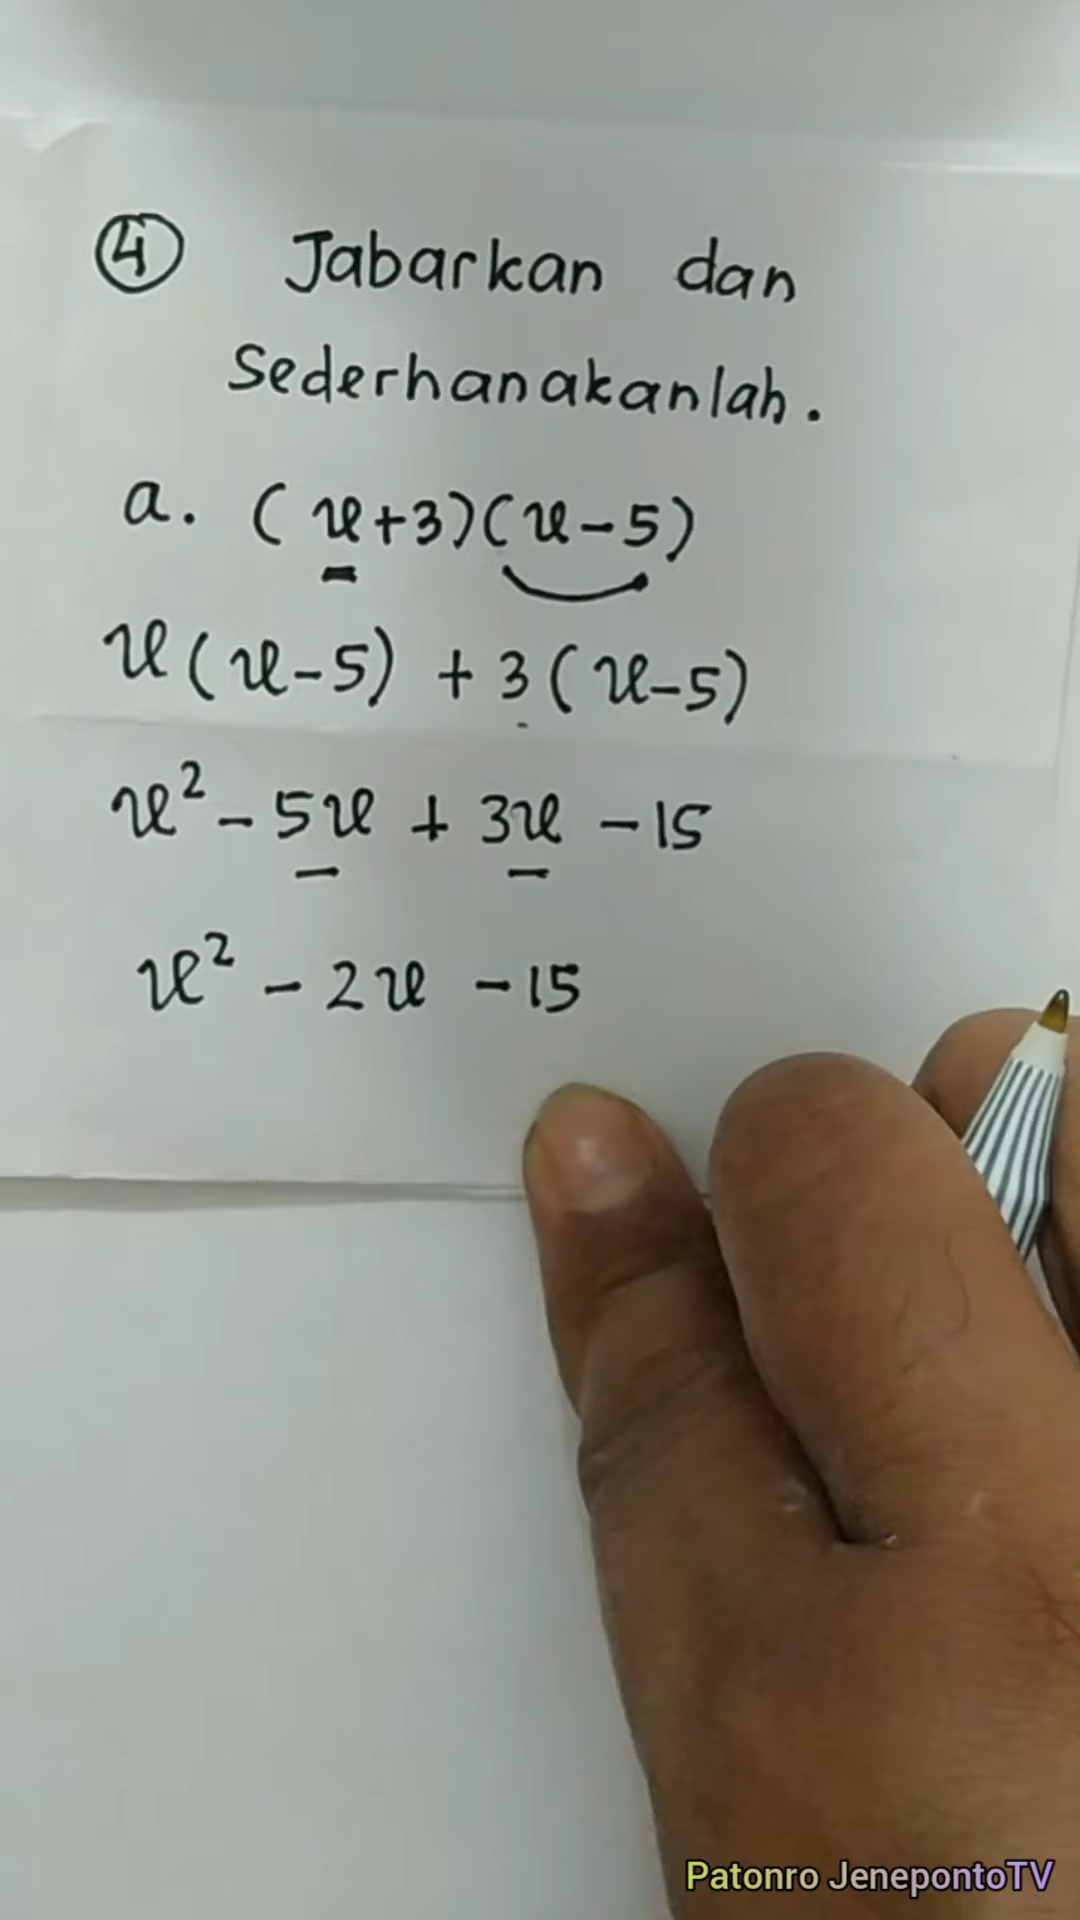 ④ Jabarkan dan
Sederhanakanlah.
a. (x+3)(x-5)
x(x-5) + 3(x-5)
x² - 5x + 3x - 15
x² - 2x - 15
Patonro JenepontoTV